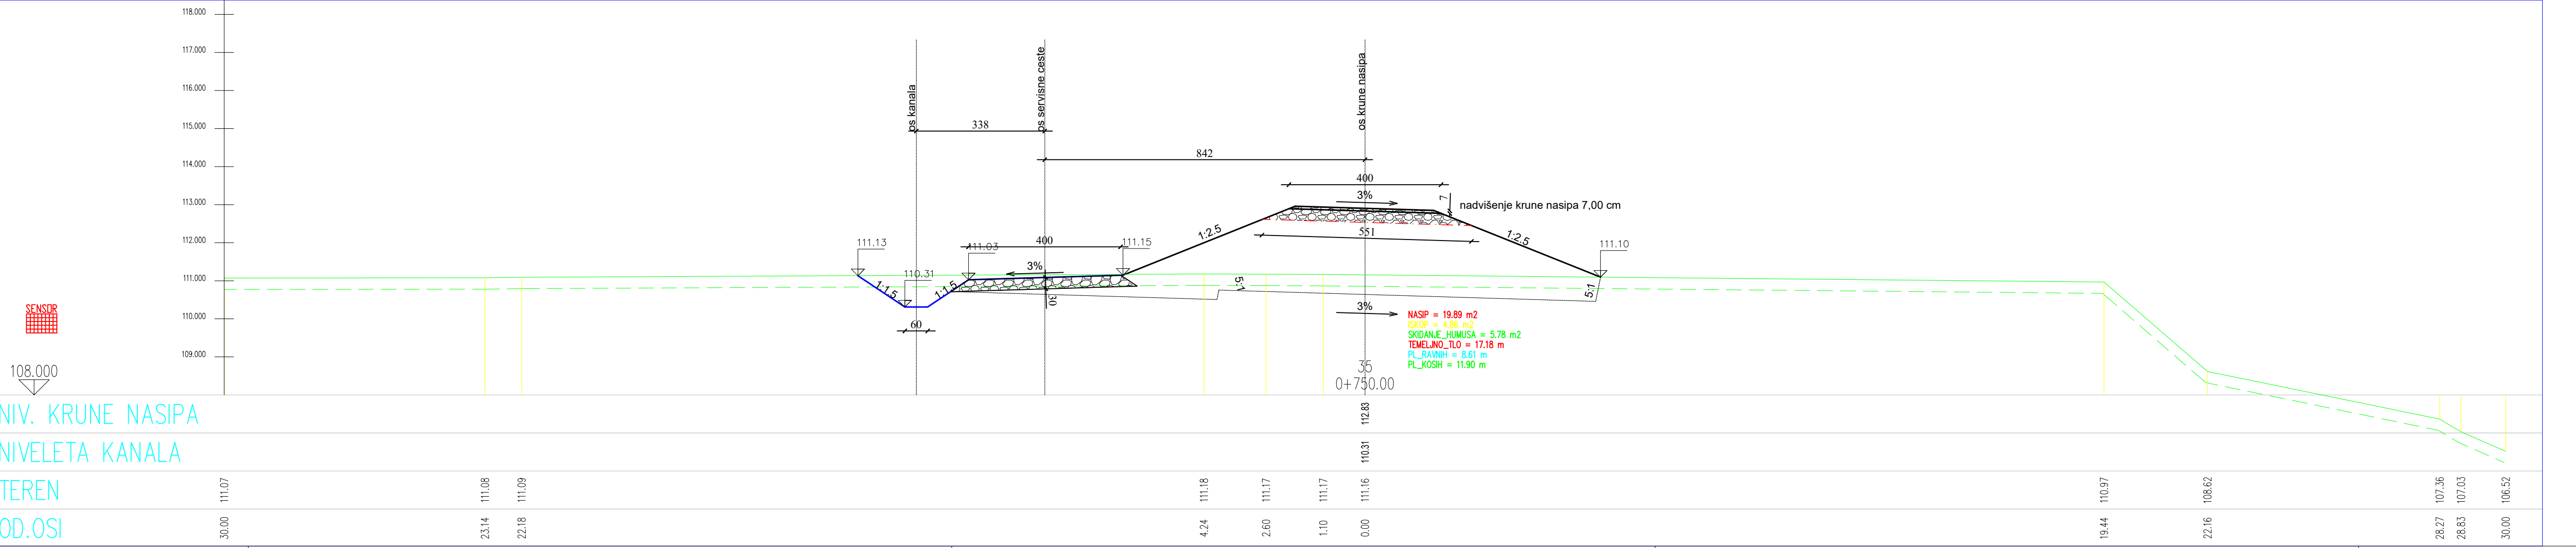 118.000
117.000
116.000
115.000
114.000
113.000
112.000
111.000
110.000
109.000
os kanala
os servisne ceste
os krune nasipa
338
842
400
3%
7
nadvišenje krune nasipa 7,00 cm
551
1:2.5
1:2.5
111.13
111.03
400
111.15
111.10
3%
110.31
1:1.5
1:1.5
30
5:1
5:1
60
3%
SENSOR
108.000
NASIP = 19.89 m2
ISKOP = 4.86 m2
SKIDANJE_HUMUSA = 5.78 m2
TEMELJNO_TLO = 17.18 m
PL_RAVNIH = 8.61 m
PL_KOSIH = 11.90 m
35
0+750.00
NIV. KRUNE NASIPA 112.83
NIVELETA KANALA 110.31
TEREN 111.07 111.08 111.09 111.18 111.17 111.17 111.16 110.97 108.62 107.36 107.03 106.52
OD.OSI 30.00 23.14 22.18 4.24 2.60 1.10 0.00 19.44 22.16 28.27 28.83 30.00